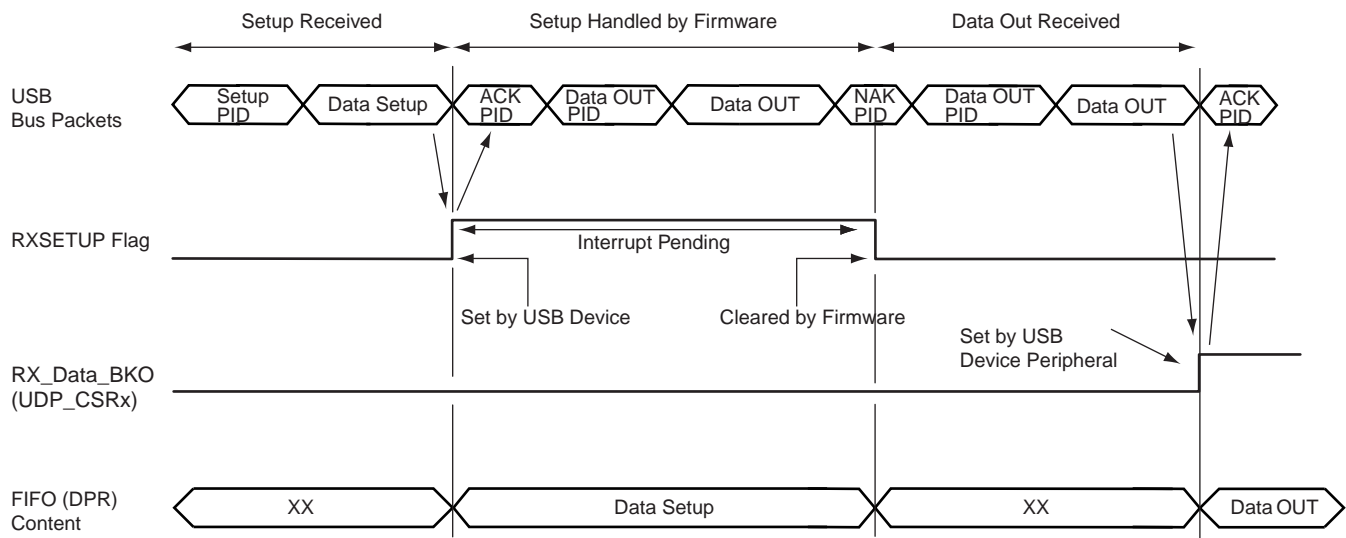 Setup Received
Setup Handled by Firmware
Data Out Received
USB
Bus Packets
Setup
PID
Data Setup
ACK
PID
Data OUT
PID
Data OUT
NAK
PID
Data OUT
PID
Data OUT
ACK
PID
RXSETUP Flag
Interrupt Pending
Set by USB Device
Cleared by Firmware
Set by USB
Device Peripheral
RX_Data_BKO
(UDP_CSRx)
FIFO (DPR)
Content
XX
Data Setup
XX
Data OUT